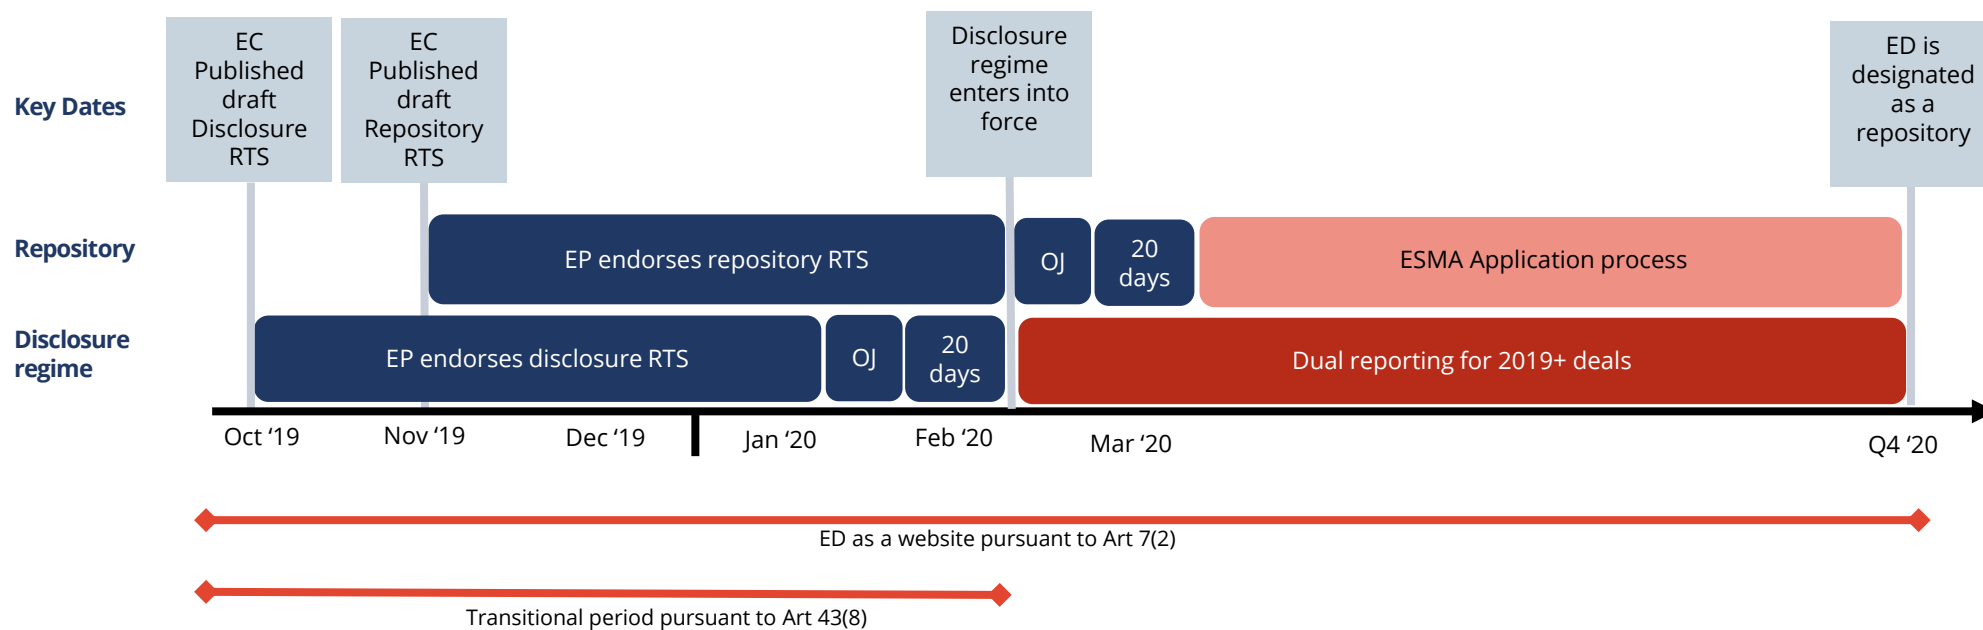 EC
Published
draft
Disclosure
RTS
EC
Published
draft
Repository
RTS
Disclosure
regime
enters into
force
ED is
designated
as a
repository
Key Dates
Repository
EP endorses repository RTS
OJ
20
days
ESMA Application process
Disclosure
regime
EP endorses disclosure RTS
OJ
20
days
Dual reporting for 2019+ deals
Oct ‘19
Nov ‘19
Dec ‘19
Jan ‘20
Feb ‘20
Mar ‘20
Q4 ‘20
ED as a website pursuant to Art 7(2)
Transitional period pursuant to Art 43(8)